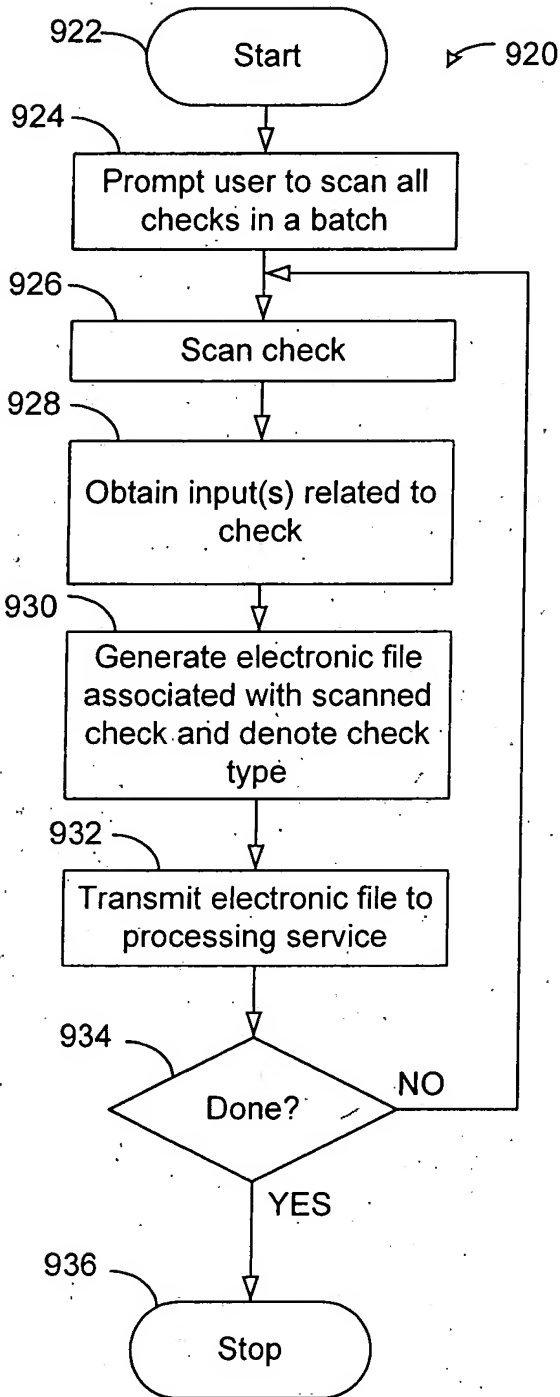 922
Start
920
924
Prompt user to scan all
checks in a batch
926
Scan check
928
Obtain input(s) related to
check
930
Generate electronic file
associated with scanned
check and denote check
type
932
Transmit electronic file to
processing service
934
Done?
NO
YES
936
Stop